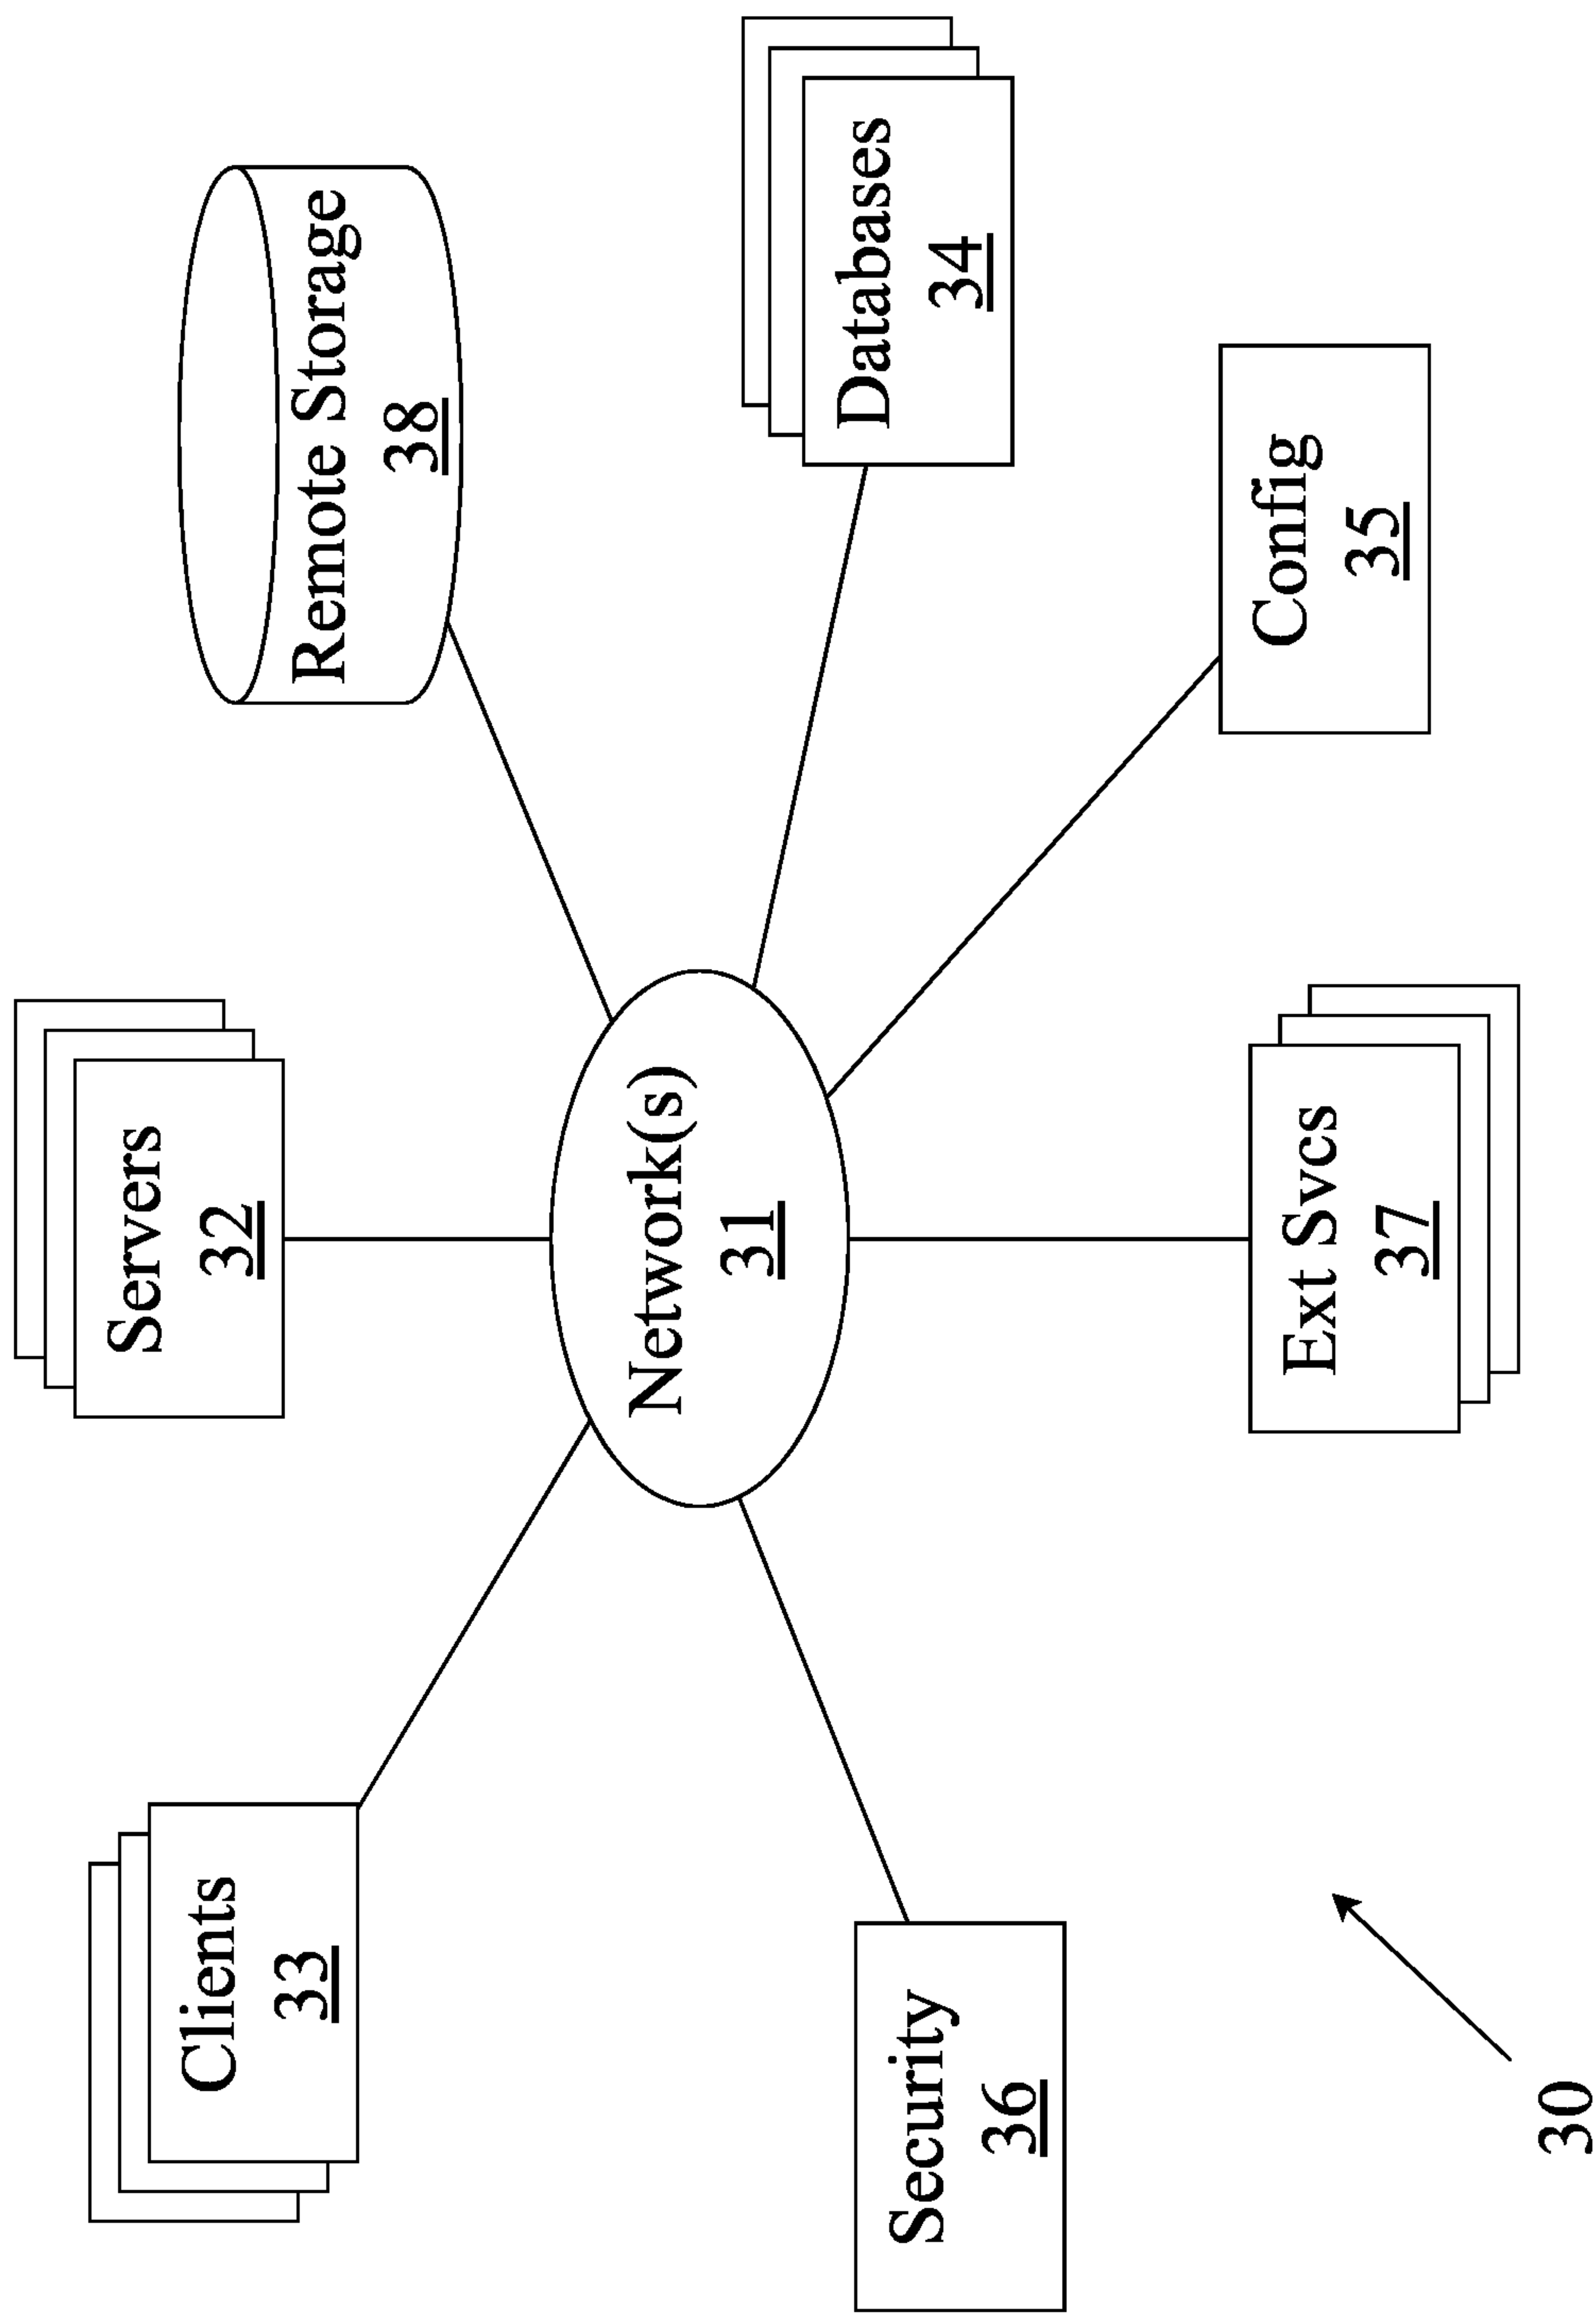 Servers
32
Clients
33
Remote Storage
38
Network(s)
31
Databases
34
Security
36
Ext Svcs
37
Config
35
30